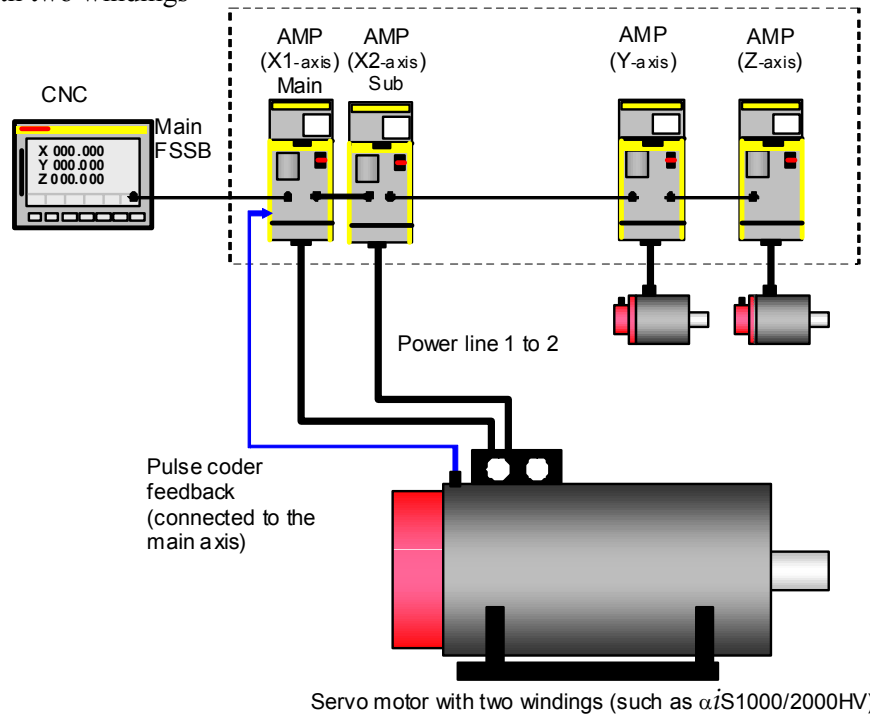 two windings
AMP
(X1-axis)
Main
AMP
(X2-axis)
Sub
AMP
(Y-axis)
AMP
(Z-axis)
CNC
Main
FSSB
X 000.000
Y 000.000
Z 000.000
Power line 1 to 2
Pulse coder
feedback
(connected to the
main axis)
Servo motor with two windings (such as αiS1000/2000HV)